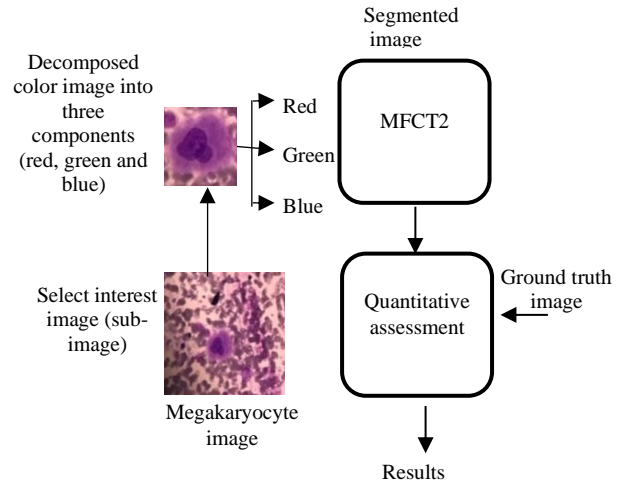 Segmented
image
Decomposed
color image into
three
components
(red, green and
blue)
Red
Green
Blue
MFCT2
Select interest
image (sub-
image)
Megakaryocyte
image
Quantitative
assessment
Ground truth
image
Results